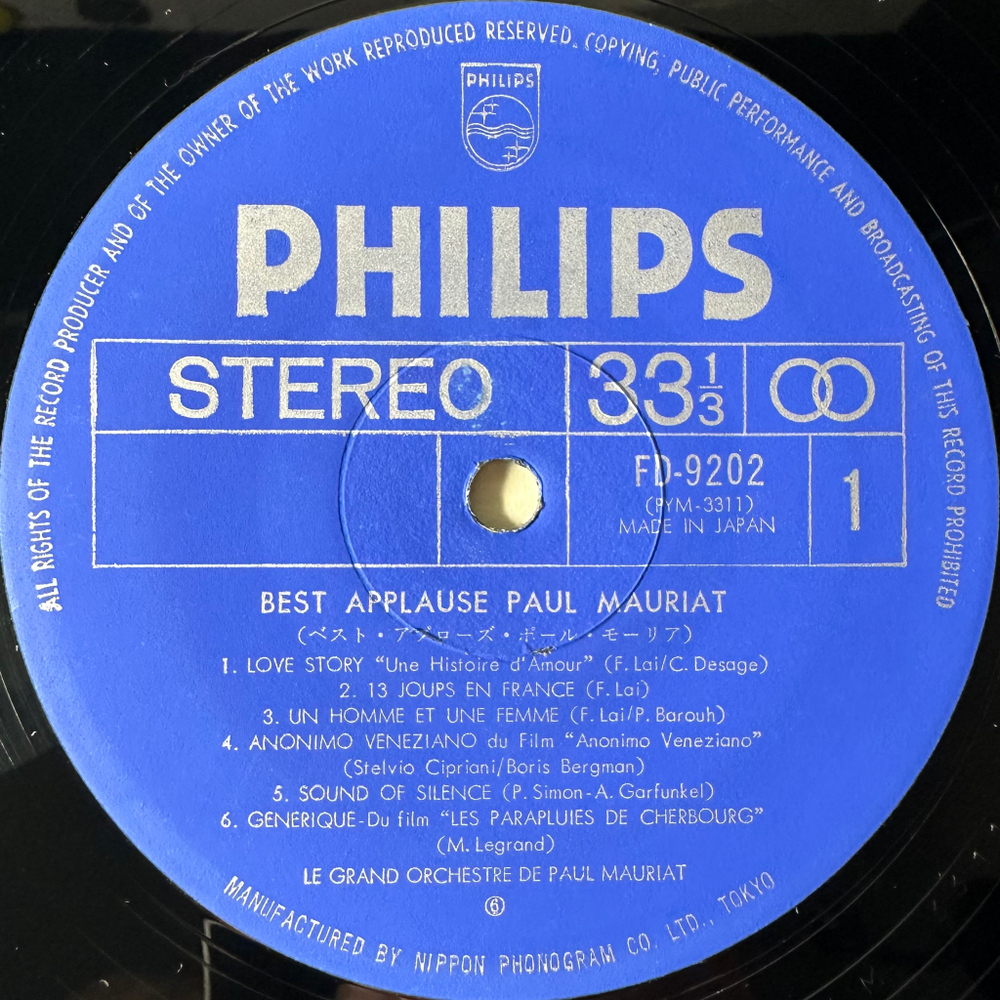 ALL RIGHTS OF THE RECORD PRODUCER AND OF THE OWNER OF THE WORK REPRODUCED RESERVED. COPYING, PUBLIC PERFORMANCE AND BROADCASTING OF THIS RECORD PROHIBITED
PHILIPS
PHILIPS
STEREO 33 1/3
FD-9202
(PYM-3311)
MADE IN JAPAN
1
BEST APPLAUSE PAUL MAURIAT
(ベスト・アプローズ・ポール・モーリア)
1. LOVE STORY "Une Histoire d'Amour" (F. Lai/C. Desage)
2. 13 JOUPS EN FRANCE (F. Lai)
3. UN HOMME ET UNE FEMME (F. Lai/P. Barouh)
4. ANONIMO VENEZIANO du Film "Anonimo Veneziano"
(Stelvio Cipriani/Boris Bergman)
5. SOUND OF SILENCE (P. Simon-A. Garfunkel)
6. GENERIQUE-Du film "LES PARAPLUIES DE CHERBOURG"
(M. Legrand)
LE GRAND ORCHESTRE DE PAUL MAURIAT
⑥
MANUFACTURED BY NIPPON PHONOGRAM CO. LTD., TOKYO